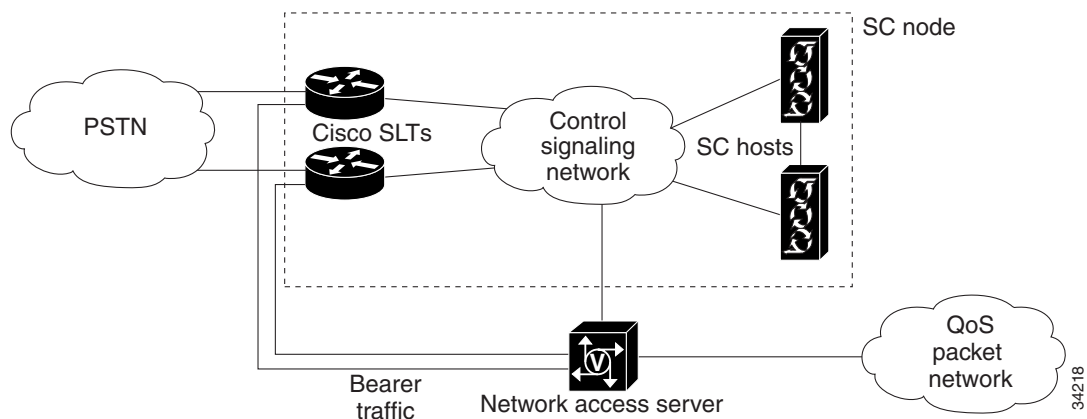 SC node
PSTN
Cisco SLTs
Control
signaling
network
SC hosts
V
QoS
packet
network
Bearer
traffic
Network access server
34218